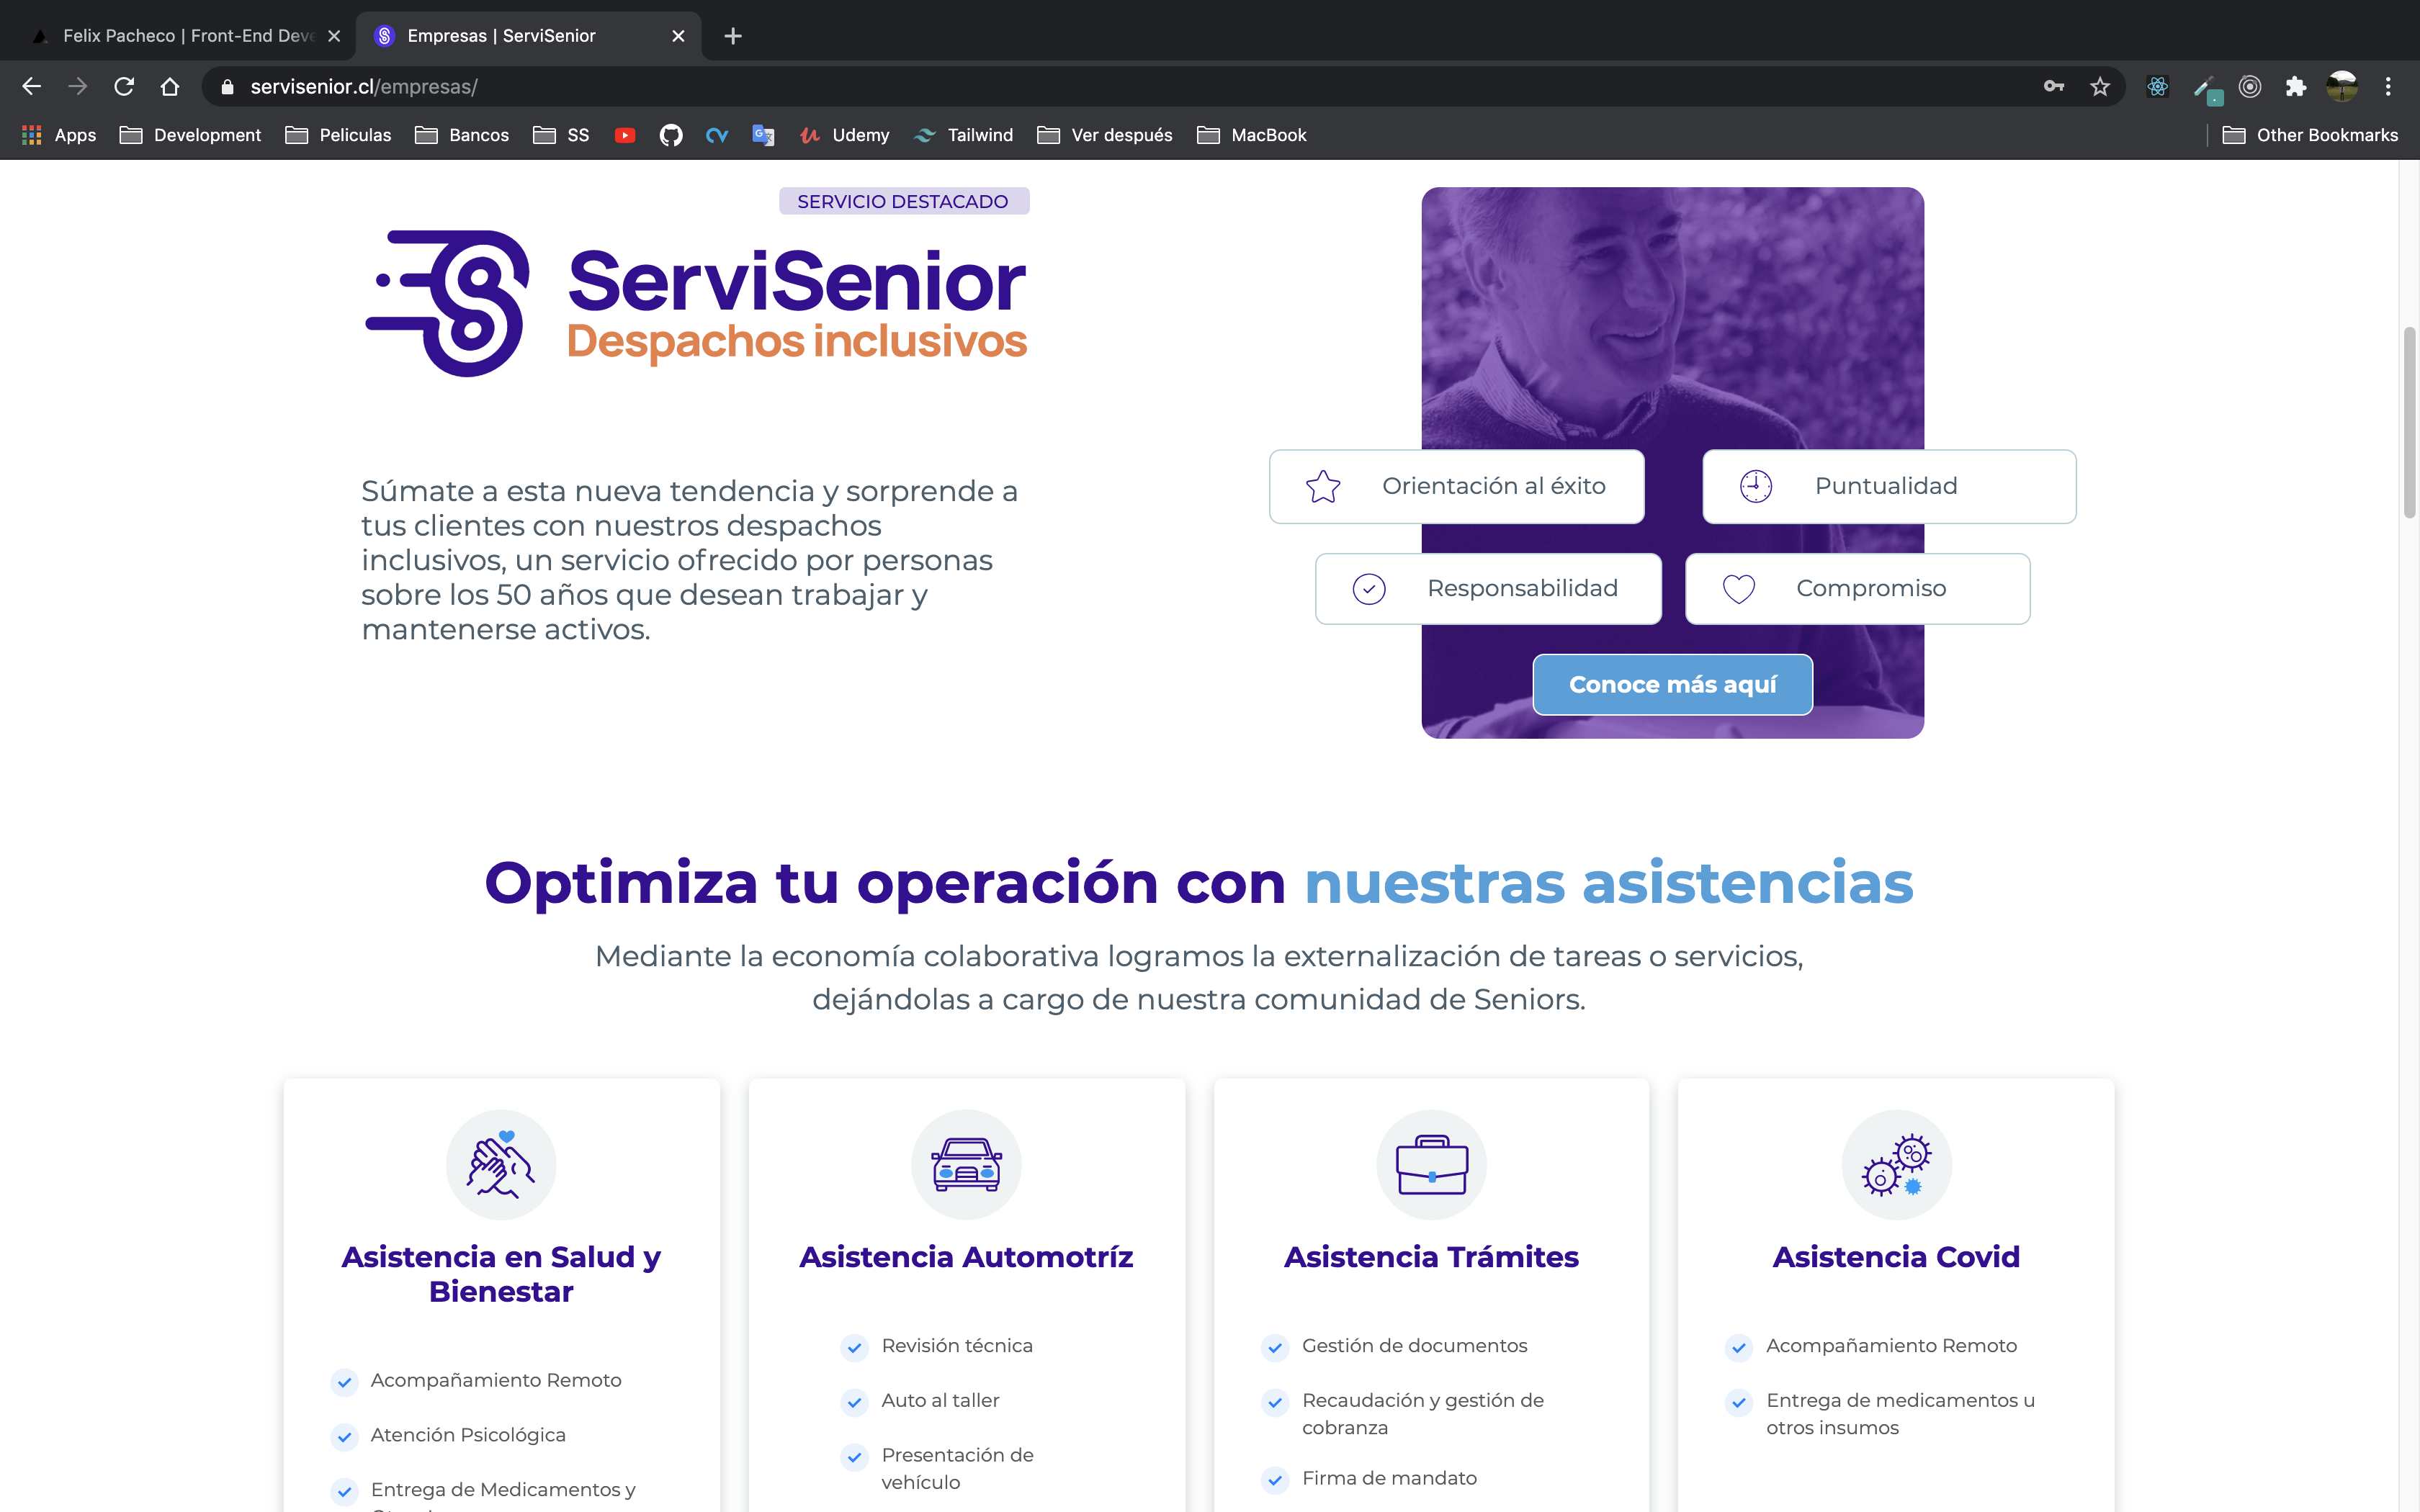 Felix Pacheco | Front-End Deve
Empresas | ServiSenior
servisenior.cl/empresas/
Apps
Development
Peliculas
Bancos
SS
Udemy
Tailwind
Ver después
MacBook
Other Bookmarks
SERVICIO DESTACADO
ServiSenior
Despachos inclusivos
Súmate a esta nueva tendencia y sorprende a
tus clientes con nuestros despachos
inclusivos, un servicio ofrecido por personas
sobre los 50 años que desean trabajar y
mantenerse activos.
Orientación al éxito
Puntualidad
Responsabilidad
Compromiso
Conoce más aquí
Optimiza tu operación con nuestras asistencias
Mediante la economía colaborativa logramos la externalización de tareas o servicios,
dejándolas a cargo de nuestra comunidad de Seniors.
Asistencia en Salud y
Bienestar
Acompañamiento Remoto
Atención Psicológica
Entrega de Medicamentos y
Asistencia Automotríz
Revisión técnica
Auto al taller
Presentación de
vehículo
Asistencia Trámites
Gestión de documentos
Recaudación y gestión de
cobranza
Firma de mandato
Asistencia Covid
Acompañamiento Remoto
Entrega de medicamentos u
otros insumos